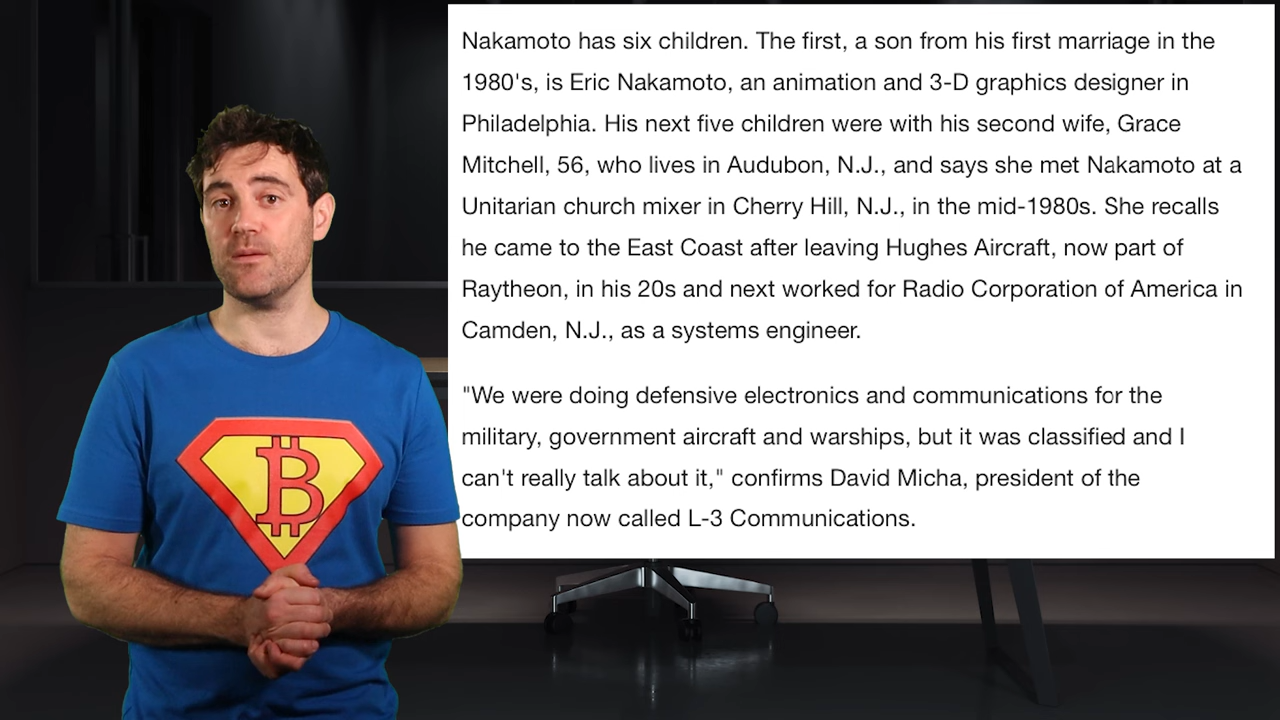 Nakamoto has six children. The first, a son from his first marriage in the
1980's, is Eric Nakamoto, an animation and 3-D graphics designer in
Philadelphia. His next five children were with his second wife, Grace
Mitchell, 56, who lives in Audubon, N.J., and says she met Nakamoto at a
Unitarian church mixer in Cherry Hill, N.J., in the mid-1980s. She recalls
he came to the East Coast after leaving Hughes Aircraft, now part of
Raytheon, in his 20s and next worked for Radio Corporation of America in
Camden, N.J., as a systems engineer.
"We were doing defensive electronics and communications for the
military, government aircraft and warships, but it was classified and I
can't really talk about it," confirms David Micha, president of the
company now called L-3 Communications.